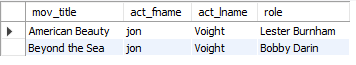 mov_title act_fname act_lname role
American Beauty jon Voight Lester Burnham
Beyond the Sea jon Voight Bobby Darin